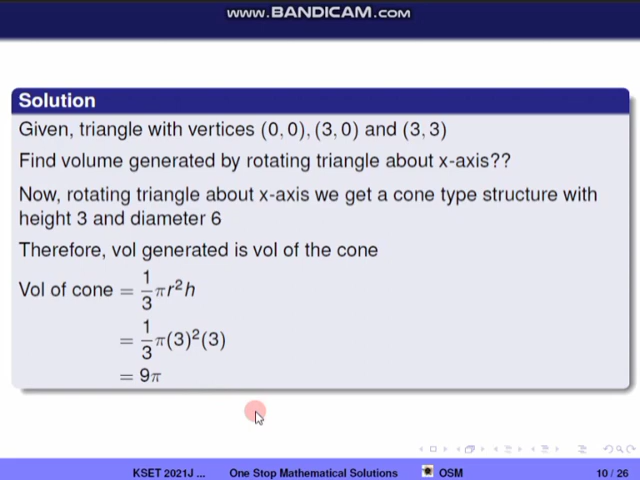 www.BANDICAM.com
Solution
Given, triangle with vertices (0, 0), (3, 0) and (3, 3)
Find volume generated by rotating triangle about x-axis??
Now, rotating triangle about x-axis we get a cone type structure with
height 3 and diameter 6
Therefore, vol generated is vol of the cone
Vol of cone = 1/3 πr²h
= 1/3 π(3)²(3)
= 9π
KSET 2021J ... One Stop Mathematical Solutions OSM 10 / 26